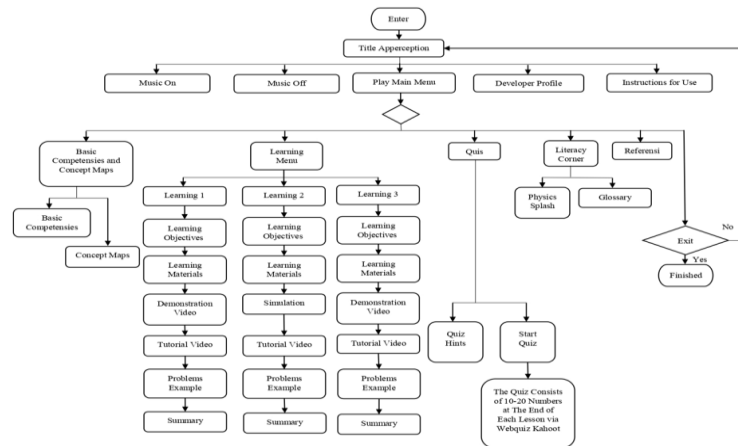 Enter
Title Apperception
Music On
Music Off
Play Main Menu
Developer Profile
Instructions for Use
Basic
Competensies and
Concept Maps
Learning
Menu
Quis
Literacy
Corner
Referensi
Basic
Competensies
Concept Maps
Learning 1
Learning 2
Learning 3
Physics
Splash
Glossary
Learning
Objectives
Learning
Objectives
Learning
Objectives
No
Exit
Yes
Finished
Learning
Materials
Learning
Materials
Learning
Materials
Demonstration
Video
Simulation
Demonstration
Video
Tutorial Video
Tutorial Video
Tutorial Video
Quiz
Hints
Start
Quiz
Problems
Example
Problems
Example
Problems
Example
The Quiz Consists
of 10-20 Numbers
at The End of
Each Lesson via
Webquiz Kahoot
Summary
Summary
Summary